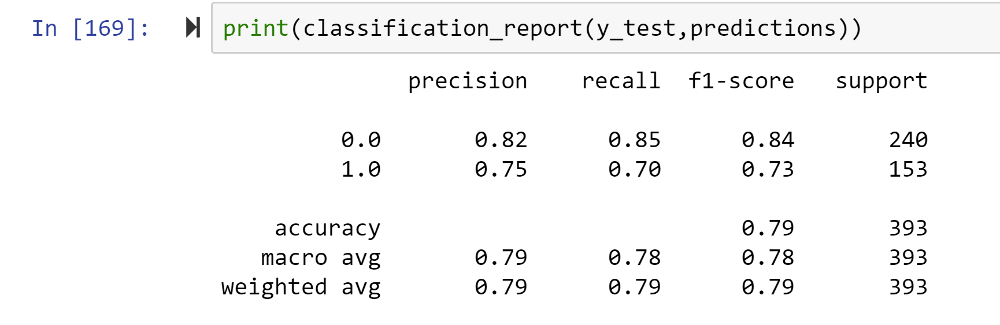 In [169]: print(classification_report(y_test,predictions))
precision recall f1-score support
0.0 0.82 0.85 0.84 240
1.0 0.75 0.70 0.73 153
accuracy 0.79 393
macro avg 0.79 0.78 0.78 393
weighted avg 0.79 0.79 0.79 393